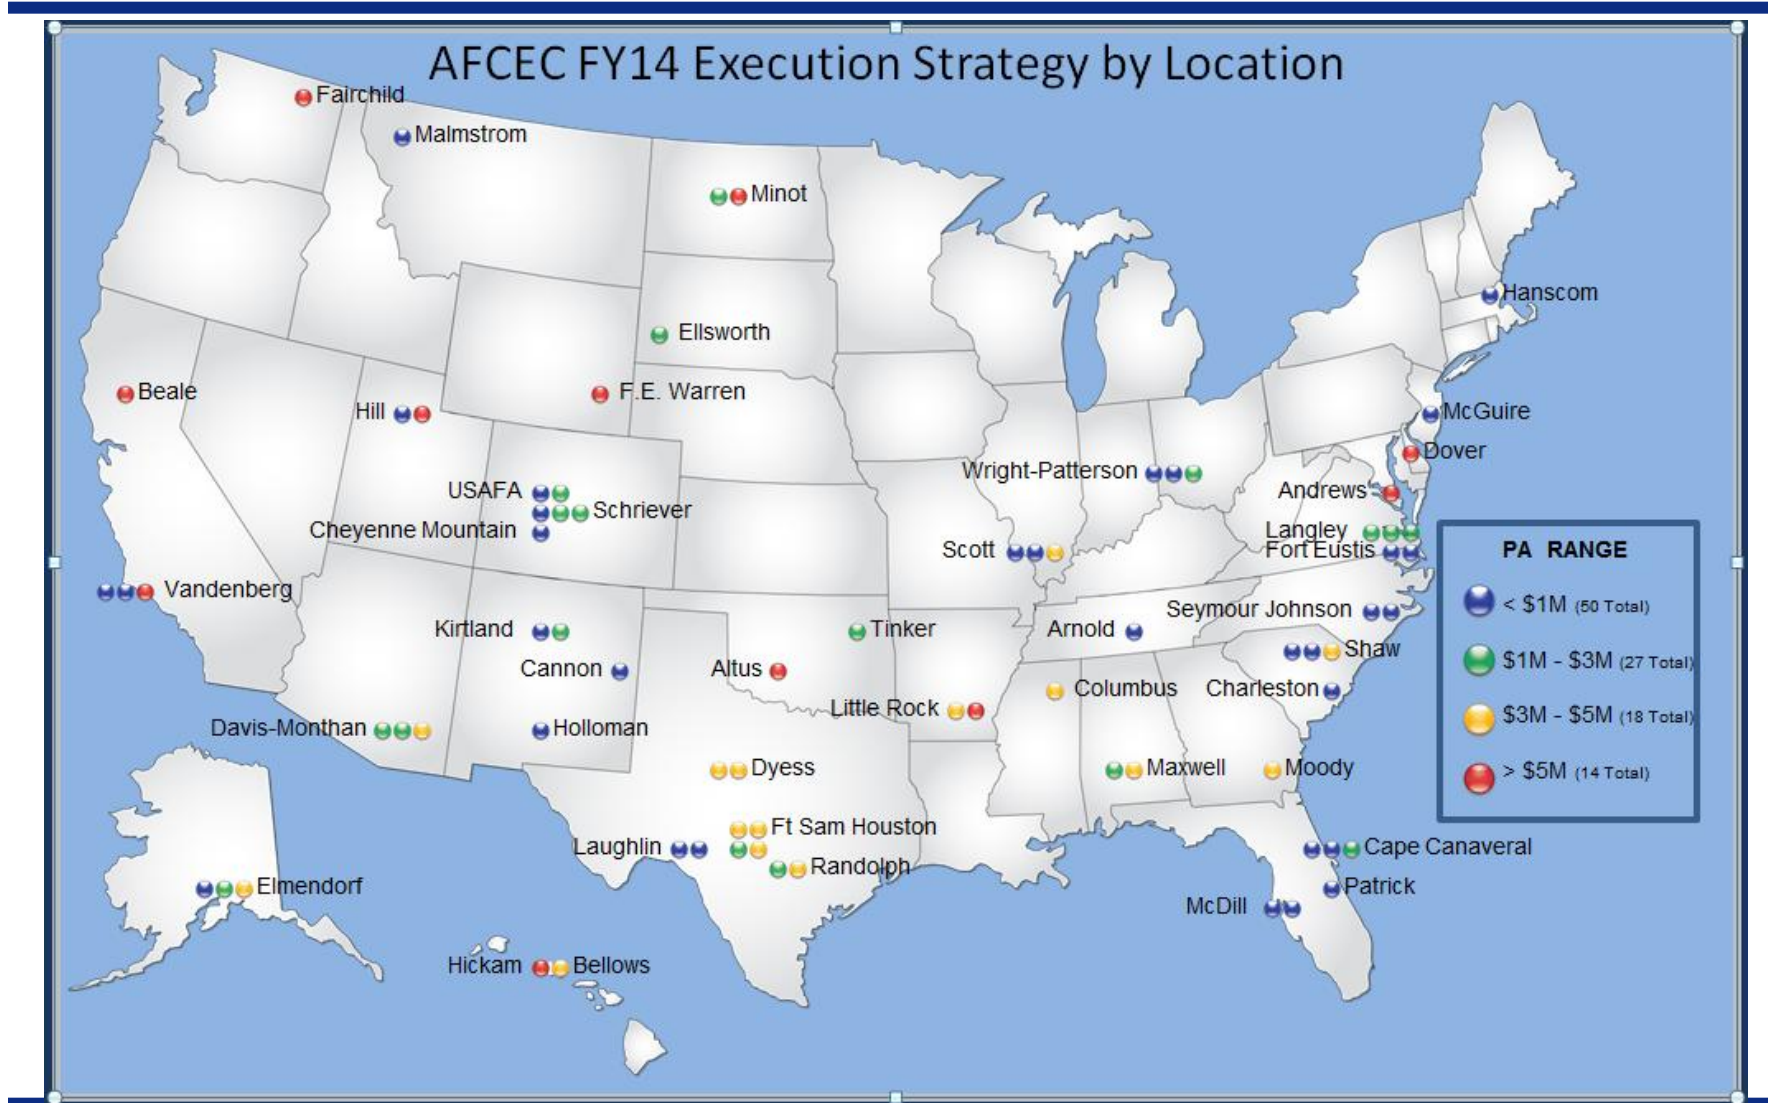 AFCEC FY14 Execution Strategy by Location
Fairchild
Malmstrom
Minot
Hanscom
Ellsworth
Beale
F.E. Warren
Hill
McGuire
Dover
Wright-Patterson
USAFA
Andrews
Schriever
Cheyenne Mountain
Langley
Scott
Fort Eustis
Vandenberg
Seymour Johnson
Kirtland
Tinker
Arnold
Shaw
Cannon
Altus
Columbus
Charleston
Little Rock
Davis-Monthan
Holloman
Dyess
Maxwell
Moody
Ft Sam Houston
Laughlin
Cape Canaveral
Randolph
Elmendorf
Patrick
McDill
Hickam
Bellows
PA RANGE
< $1M (50 Total)
$1M - $3M (27 Total)
$3M - $5M (18 Total)
> $5M (14 Total)